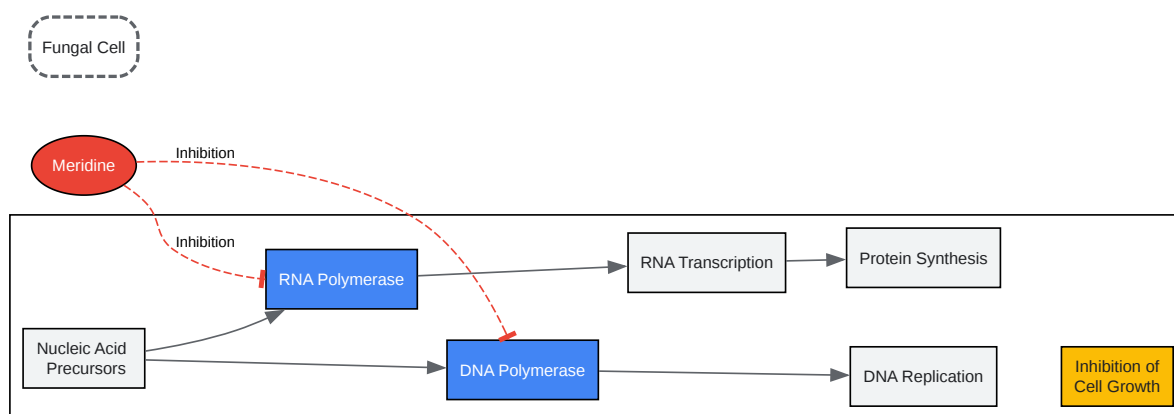 Fungal Cell
Meridine
Inhibition
Inhibition
RNA Polymerase
RNA Transcription
Protein Synthesis
Nucleic Acid
Precursors
DNA Polymerase
DNA Replication
Inhibition of
Cell Growth